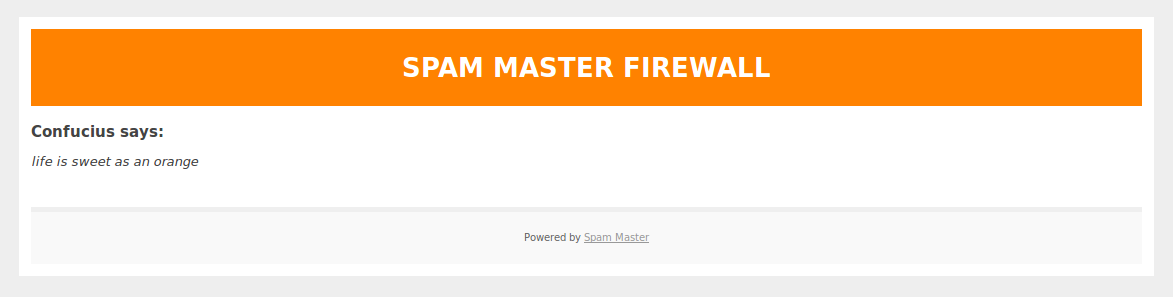 SPAM MASTER FIREWALL
Confucius says:
life is sweet as an orange
Powered by Spam Master